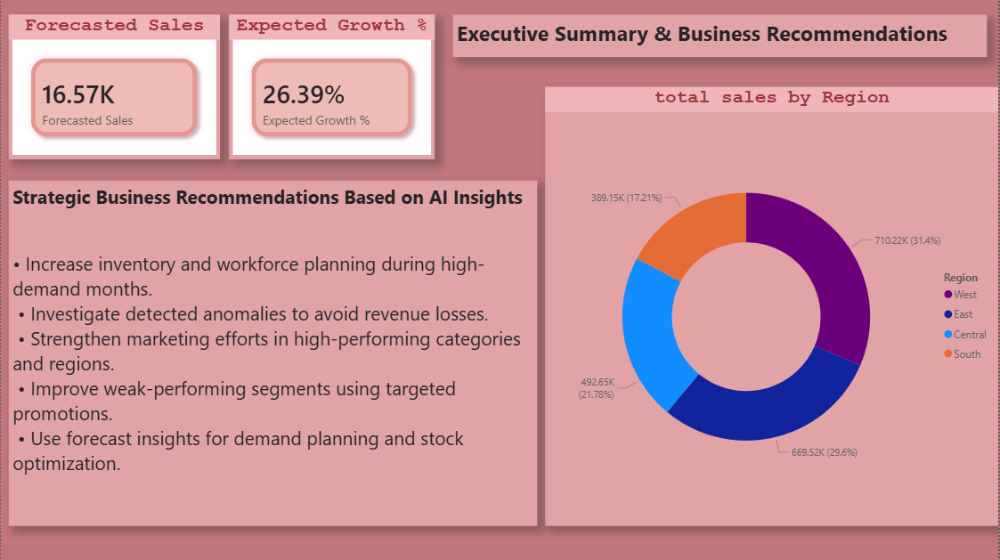 Forecasted Sales
16.57K
Forecasted Sales
Expected Growth %
26.39%
Expected Growth %
Executive Summary & Business Recommendations
Strategic Business Recommendations Based on AI Insights
• Increase inventory and workforce planning during high-
demand months.
• Investigate detected anomalies to avoid revenue losses.
• Strengthen marketing efforts in high-performing categories
and regions.
• Improve weak-performing segments using targeted
promotions.
• Use forecast insights for demand planning and stock
optimization.
total sales by Region
389.15K (17.21%)
710.22K (31.4%)
492.65K
(21.78%)
669.52K (29.6%)
Region
West
East
Central
South